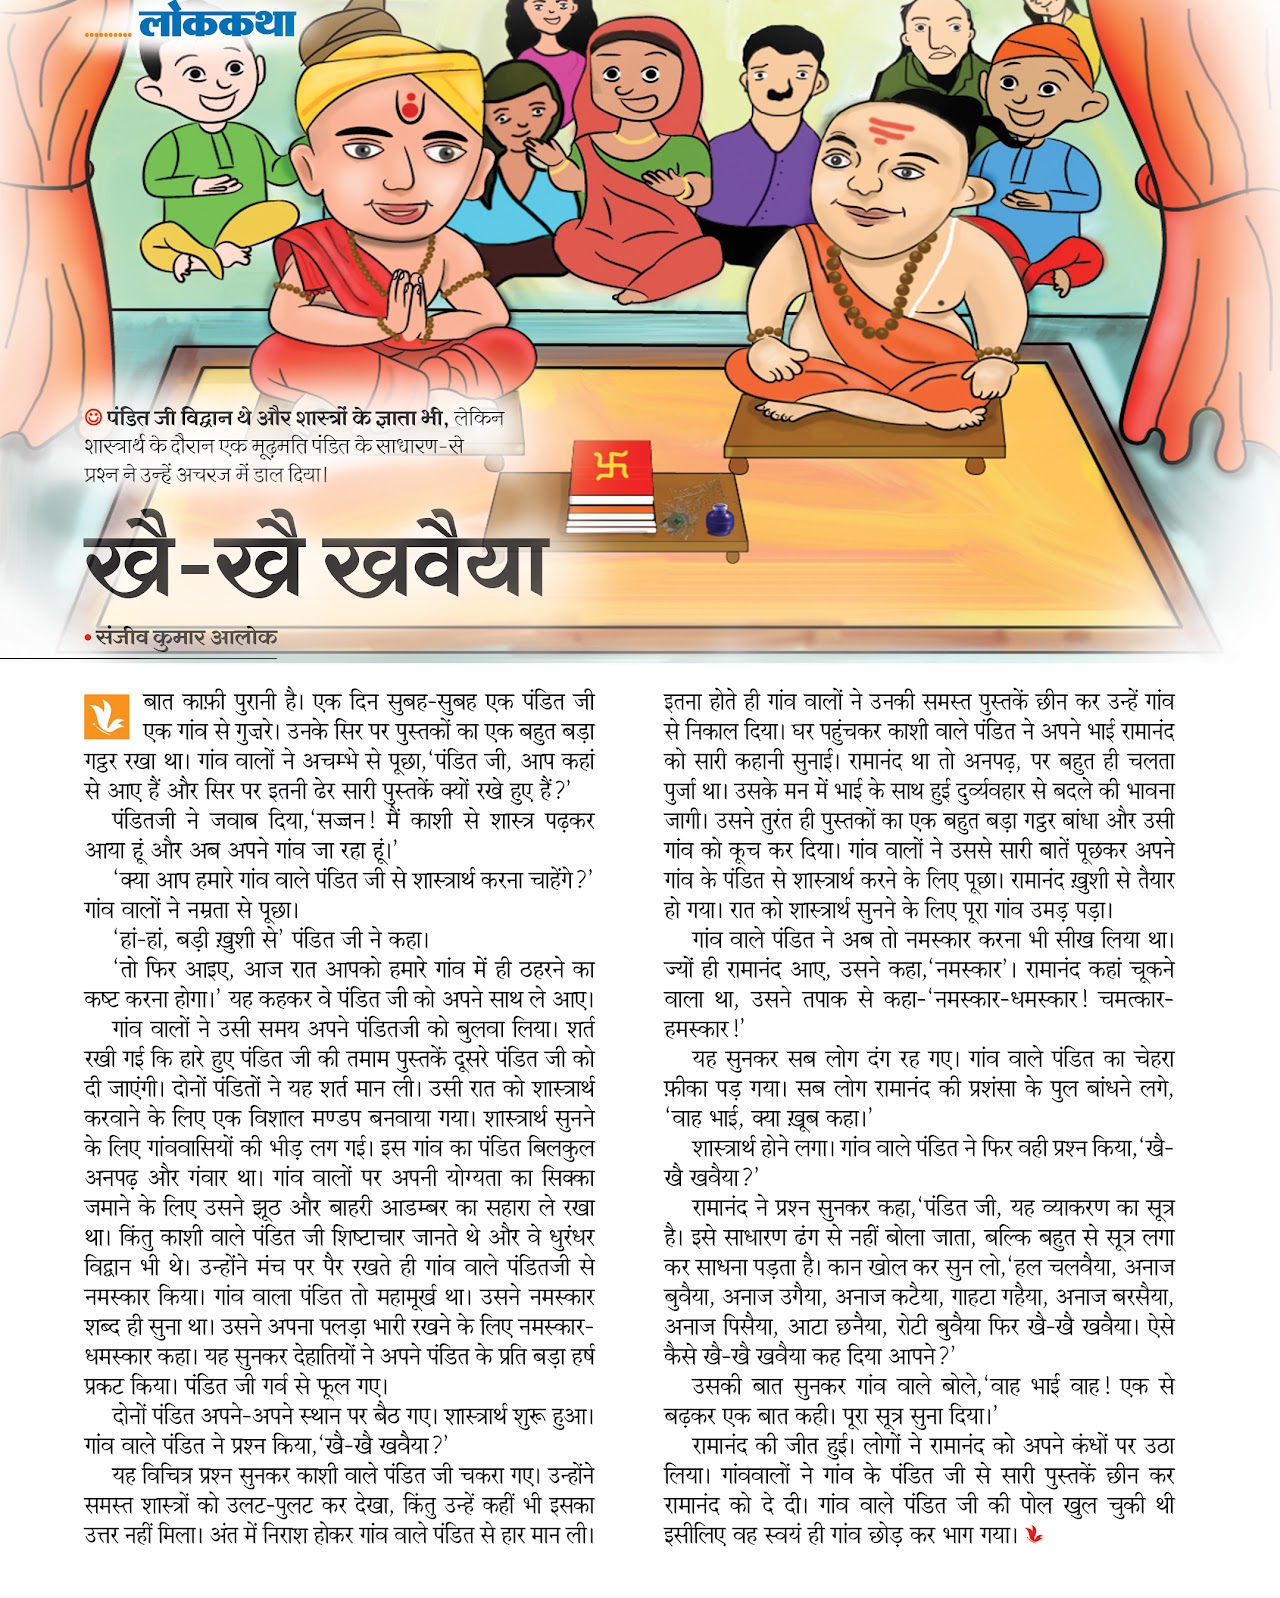 .......... लोककथा
पंडित जी विद्वान थे और शास्त्रों के ज्ञाता भी, लेकिन
शास्त्रार्थ के दौरान एक मूढ़मति पंडित के साधारण-से
प्रश्न ने उन्हें अचरज में डाल दिया।
खै-खै खवैया
• संजीव कुमार आलोक
बात काफ़ी पुरानी है। एक दिन सुबह-सुबह एक पंडित जी
एक गांव से गुजरे। उनके सिर पर पुस्तकों का एक बहुत बड़ा
गट्ठर रखा था। गांव वालों ने अचम्भे से पूछा,‘पंडित जी, आप कहां
से आए हैं और सिर पर इतनी ढेर सारी पुस्तकें क्यों रखे हुए हैं?’
पंडितजी ने जवाब दिया,‘सज्जन! मैं काशी से शास्त्र पढ़कर
आया हूं और अब अपने गांव जा रहा हूं।’
‘क्या आप हमारे गांव वाले पंडित जी से शास्त्रार्थ करना चाहेंगे?’
गांव वालों ने नम्रता से पूछा।
‘हां-हां, बड़ी ख़ुशी से’ पंडित जी ने कहा।
‘तो फिर आइए, आज रात आपको हमारे गांव में ही ठहरने का
कष्ट करना होगा।’ यह कहकर वे पंडित जी को अपने साथ ले आए।
गांव वालों ने उसी समय अपने पंडितजी को बुलवा लिया। शर्त
रखी गई कि हारे हुए पंडित जी की तमाम पुस्तकें दूसरे पंडित जी को
दी जाएंगी। दोनों पंडितों ने यह शर्त मान ली। उसी रात को शास्त्रार्थ
करवाने के लिए एक विशाल मण्डप बनवाया गया। शास्त्रार्थ सुनने
के लिए गांववासियों की भीड़ लग गई। इस गांव का पंडित बिलकुल
अनपढ़ और गंवार था। गांव वालों पर अपनी योग्यता का सिक्का
जमाने के लिए उसने झूठ और बाहरी आडम्बर का सहारा ले रखा
था। किंतु काशी वाले पंडित जी शिष्टाचार जानते थे और वे धुरंधर
विद्वान भी थे। उन्होंने मंच पर पैर रखते ही गांव वाले पंडितजी से
नमस्कार किया। गांव वाला पंडित तो महामूर्ख था। उसने नमस्कार
शब्द ही सुना था। उसने अपना पलड़ा भारी रखने के लिए नमस्कार-
धमस्कार कहा। यह सुनकर देहातियों ने अपने पंडित के प्रति बड़ा हर्ष
प्रकट किया। पंडित जी गर्व से फूल गए।
दोनों पंडित अपने-अपने स्थान पर बैठ गए। शास्त्रार्थ शुरू हुआ।
गांव वाले पंडित ने प्रश्न किया,‘खै-खै खवैया?’
यह विचित्र प्रश्न सुनकर काशी वाले पंडित जी चकरा गए। उन्होंने
समस्त शास्त्रों को उलट-पुलट कर देखा, किंतु उन्हें कहीं भी इसका
उत्तर नहीं मिला। अंत में निराश होकर गांव वाले पंडित से हार मान ली।
इतना होते ही गांव वालों ने उनकी समस्त पुस्तकें छीन कर उन्हें गांव
से निकाल दिया। घर पहुंचकर काशी वाले पंडित ने अपने भाई रामानंद
को सारी कहानी सुनाई। रामानंद था तो अनपढ़, पर बहुत ही चलता
पुर्जा था। उसके मन में भाई के साथ हुई दुर्व्यवहार से बदले की भावना
जागी। उसने तुरंत ही पुस्तकों का एक बहुत बड़ा गट्ठर बांधा और उसी
गांव को कूच कर दिया। गांव वालों ने उससे सारी बातें पूछकर अपने
गांव के पंडित से शास्त्रार्थ करने के लिए पूछा। रामानंद ख़ुशी से तैयार
हो गया। रात को शास्त्रार्थ सुनने के लिए पूरा गांव उमड़ पड़ा।
गांव वाले पंडित ने अब तो नमस्कार करना भी सीख लिया था।
ज्यों ही रामानंद आए, उसने कहा,‘नमस्कार’। रामानंद कहां चूकने
वाला था, उसने तपाक से कहा-‘नमस्कार-धमस्कार! चमत्कार-
हमस्कार!’
यह सुनकर सब लोग दंग रह गए। गांव वाले पंडित का चेहरा
फ़ीका पड़ गया। सब लोग रामानंद की प्रशंसा के पुल बांधने लगे,
‘वाह भाई, क्या ख़ूब कहा।’
शास्त्रार्थ होने लगा। गांव वाले पंडित ने फिर वही प्रश्न किया,‘खै-
खै खवैया?’
रामानंद ने प्रश्न सुनकर कहा,‘पंडित जी, यह व्याकरण का सूत्र
है। इसे साधारण ढंग से नहीं बोला जाता, बल्कि बहुत से सूत्र लगा
कर साधना पड़ता है। कान खोल कर सुन लो,‘हल चलवैया, अनाज
बुवैया, अनाज उगैया, अनाज कटैया, गाहटा गहैया, अनाज बरसैया,
अनाज पिसैया, आटा छनैया, रोटी बुवैया फिर खै-खै खवैया। ऐसे
कैसे खै-खै खवैया कह दिया आपने?’
उसकी बात सुनकर गांव वाले बोले,‘वाह भाई वाह! एक से
बढ़कर एक बात कही। पूरा सूत्र सुना दिया।’
रामानंद की जीत हुई। लोगों ने रामानंद को अपने कंधों पर उठा
लिया। गांववालों ने गांव के पंडित जी से सारी पुस्तकें छीन कर
रामानंद को दे दी। गांव वाले पंडित जी की पोल खुल चुकी थी
इसीलिए वह स्वयं ही गांव छोड़ कर भाग गया।